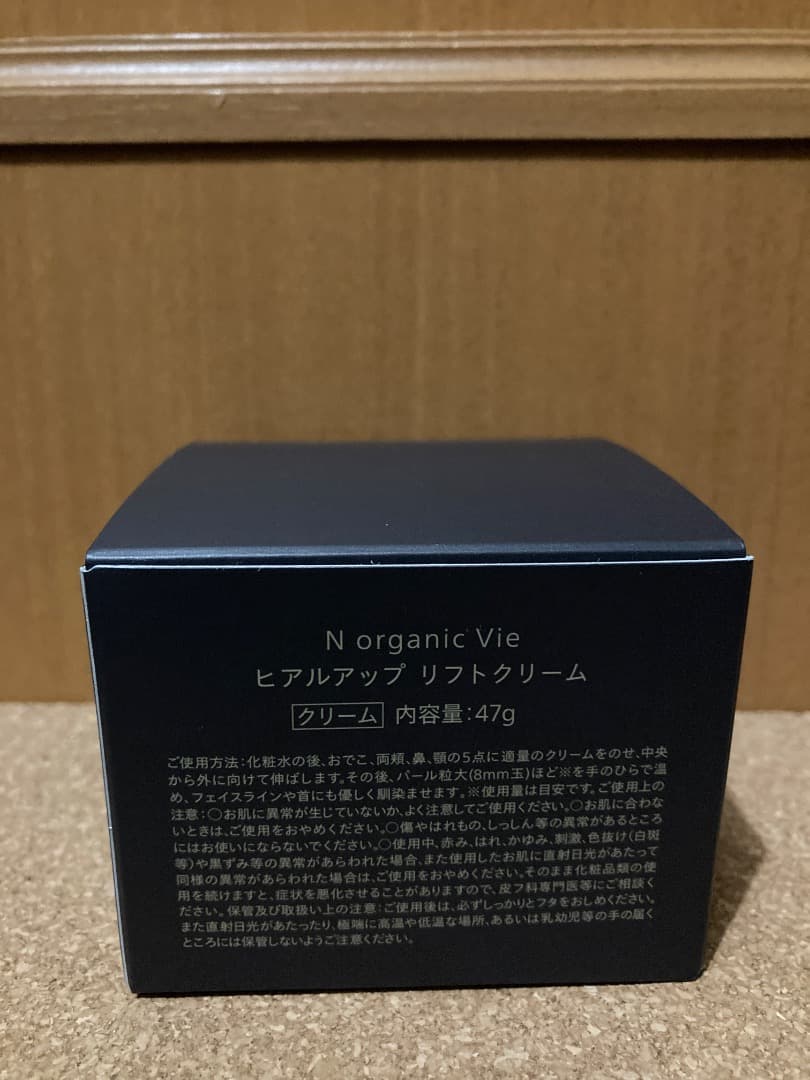 N organic Vie
ヒアルアップ リフトクリーム
クリーム 内容量:47g
ご使用方法:化粧水の後、おでこ、両頬、鼻、顎の5点に適量のクリームをのせ、中央
から外に向けて伸ばします。その後、パール粒大(8mm玉)ほど※を手のひらで温
め、フェイスラインや首にも優しく馴染ませます。※使用量は目安です。ご使用上の
注意:○お肌に異常が生じていないか、よく注意してご使用ください。○お肌に合わな
いときは、ご使用をおやめください。○傷やはれもの、しっしん等の異常があるところ
にはお使いにならないでください。○使用中、赤み、はれ、かゆみ、刺激、色抜け(白斑
等)や黒ずみ等の異常があらわれた場合、また使用したお肌に直射日光があたって
同様の異常があらわれた場合は、ご使用をおやめください。そのまま化粧品類の使
用を続けますと、症状を悪化させることがありますので、皮フ科専門医等にご相談く
ださい。保管及び取扱い上の注意:ご使用後は、必ずしっかりとフタをおしめください。
また直射日光があたったり、極端に高温や低温な場所、あるいは乳幼児等の手の届く
ところには保管しないようご注意ください。